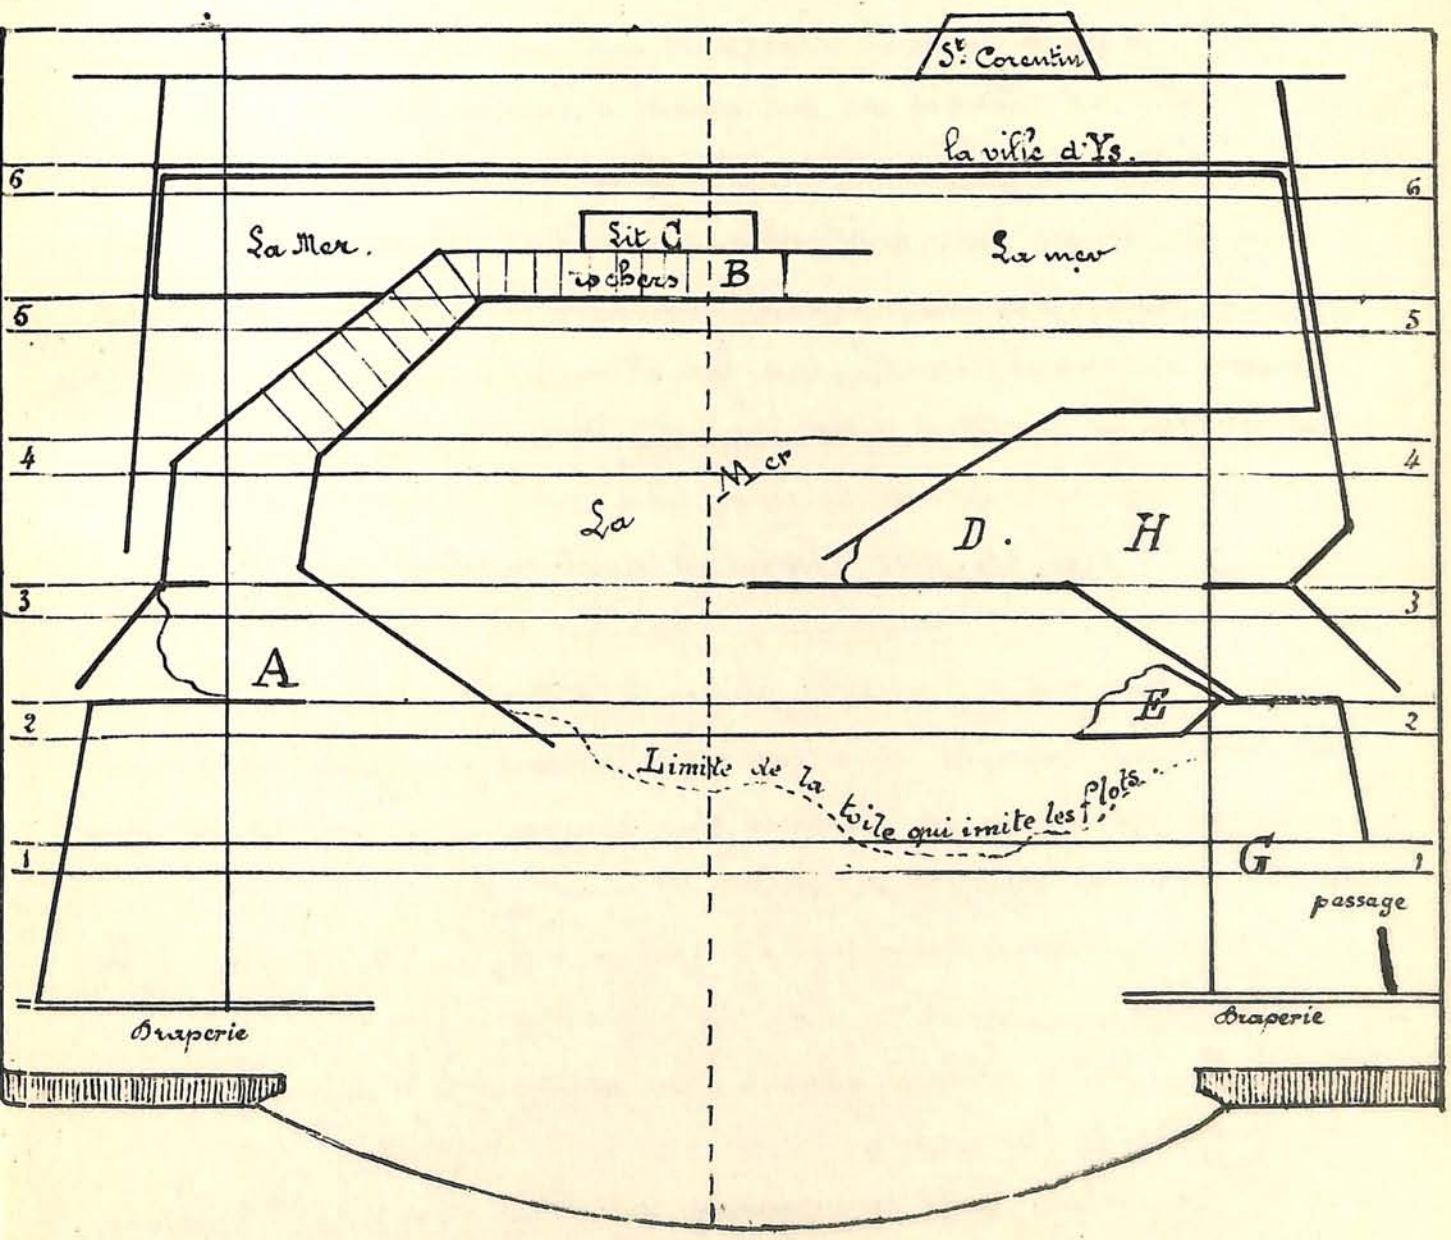 St. Corentin
la ville d'Ys.
6 6
La Mer. Lit C La mer
rochers B
5 5
4 4
La Mer D. H
3 3
A E
2 2
Limite de la toile qui imite les flots.
1 G 1
passage
Draperie Draperie